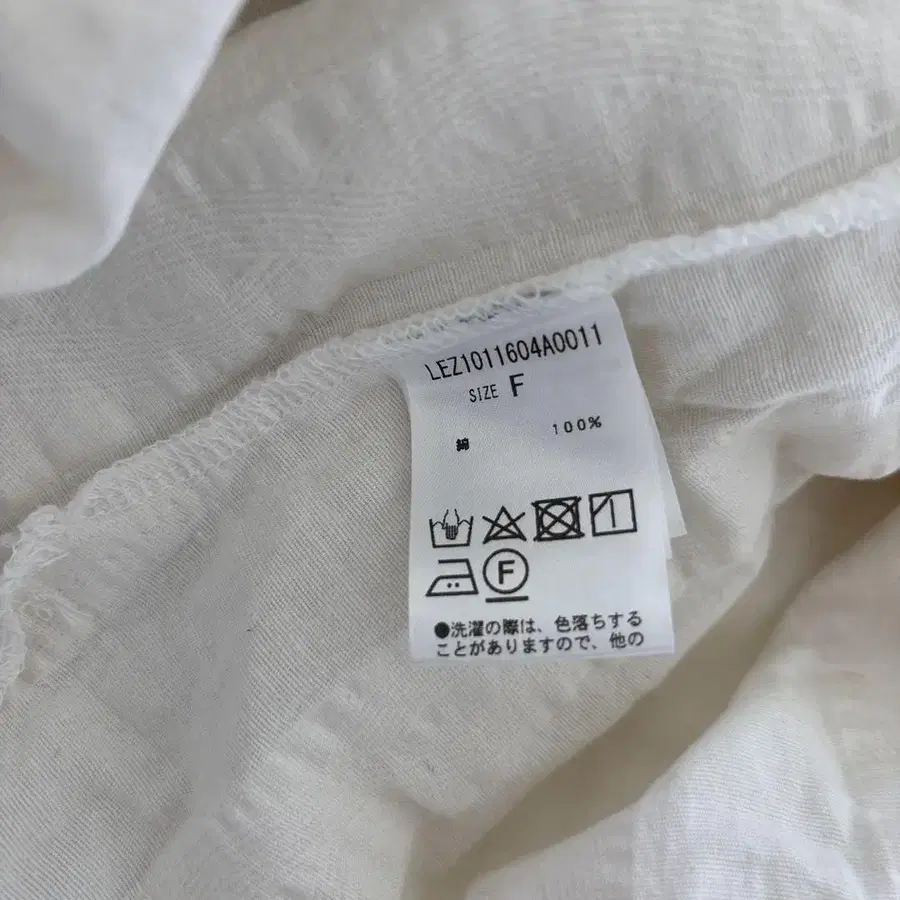 LEZ1011604A0011
SIZE F
綿 100%
F
●洗濯の際は、色落ちする
ことがありますので、他の